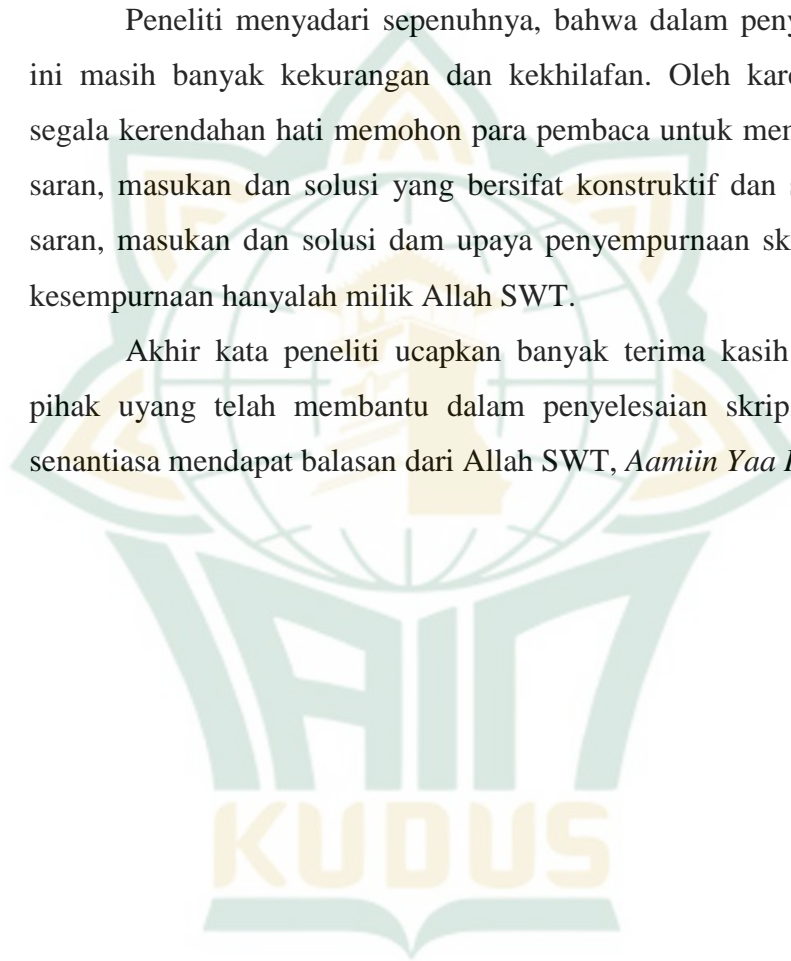 Peneliti menyadari sepenuhnya, bahwa dalam peny
ini masih banyak kekurangan dan kekhilafan. Oleh kar
segala kerendahan hati memohon para pembaca untuk mem
saran, masukan dan solusi yang bersifat konstruktif dan s
saran, masukan dan solusi dam upaya penyempurnaan sk
kesempurnaan hanyalah milik Allah SWT.
Akhir kata peneliti ucapkan banyak terima kasih
pihak uyang telah membantu dalam penyelesaian skrip
senantiasa mendapat balasan dari Allah SWT, Aamiin Yaa
IAIN
KUDUS